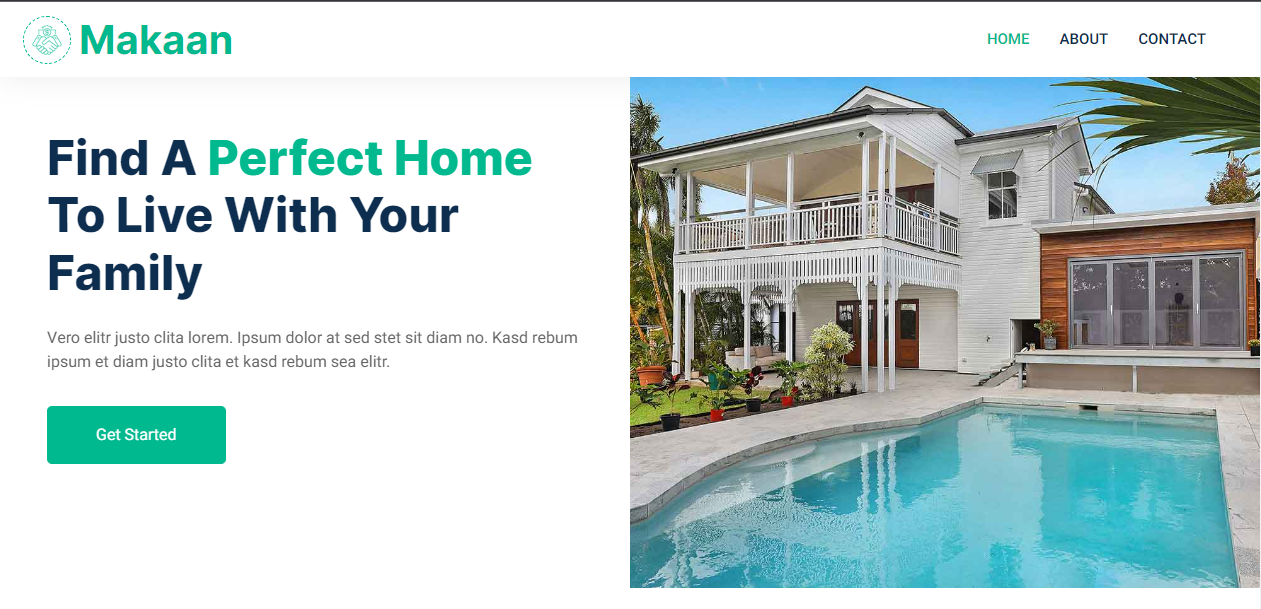 Makaan
HOME ABOUT CONTACT
Find A Perfect Home
To Live With Your
Family
Vero elitr justo clita lorem. Ipsum dolor at sed stet sit diam no. Kasd rebum
ipsum et diam justo clita et kasd rebum sea elitr.
Get Started